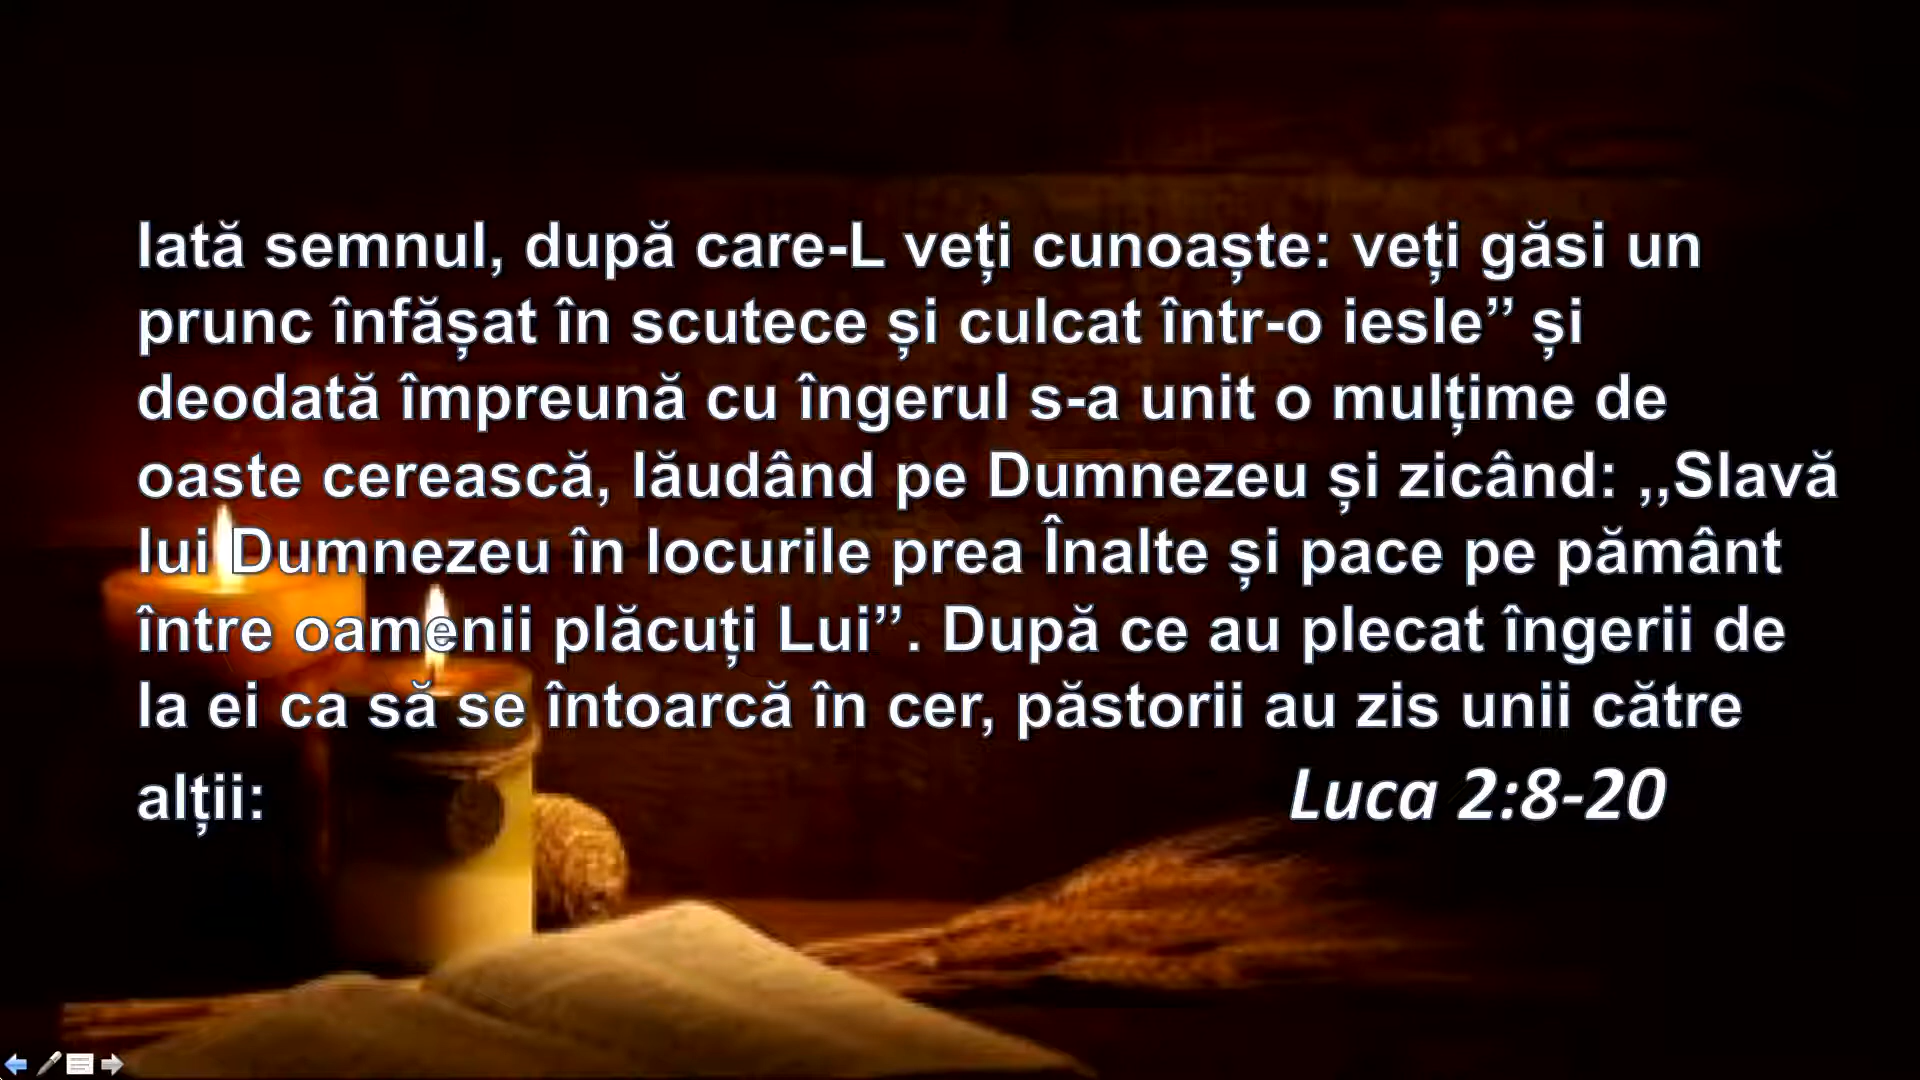 Iată semnul, după care-L veți cunoaște: veți găsi un
prunc înfășat în scutece și culcat într-o iesle” și
deodată împreună cu îngerul s-a unit o mulțime de
oaste cerească, lăudând pe Dumnezeu și zicând: ,,Slavă
lui Dumnezeu în locurile prea Înalte și pace pe pământ
între oamenii plăcuți Lui”. După ce au plecat îngerii de
la ei ca să se întoarcă în cer, păstorii au zis unii către
alții: Luca 2:8-20